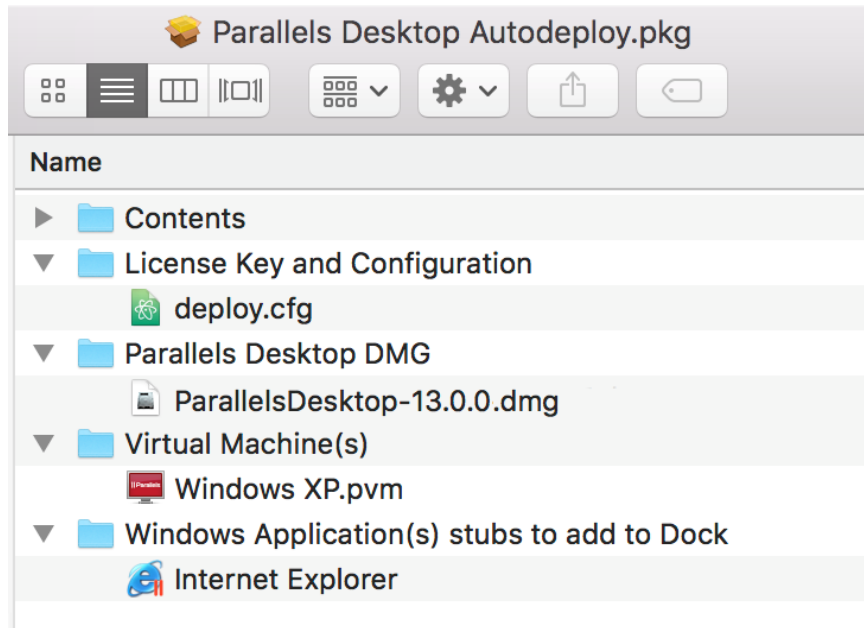 Parallels Desktop Autodeploy.pkg
Name
Contents
License Key and Configuration
deploy.cfg
Parallels Desktop DMG
ParallelsDesktop-13.0.0.dmg
Virtual Machine(s)
|| Parallels
Windows XP.pvm
Windows Application(s) stubs to add to Dock
Internet Explorer